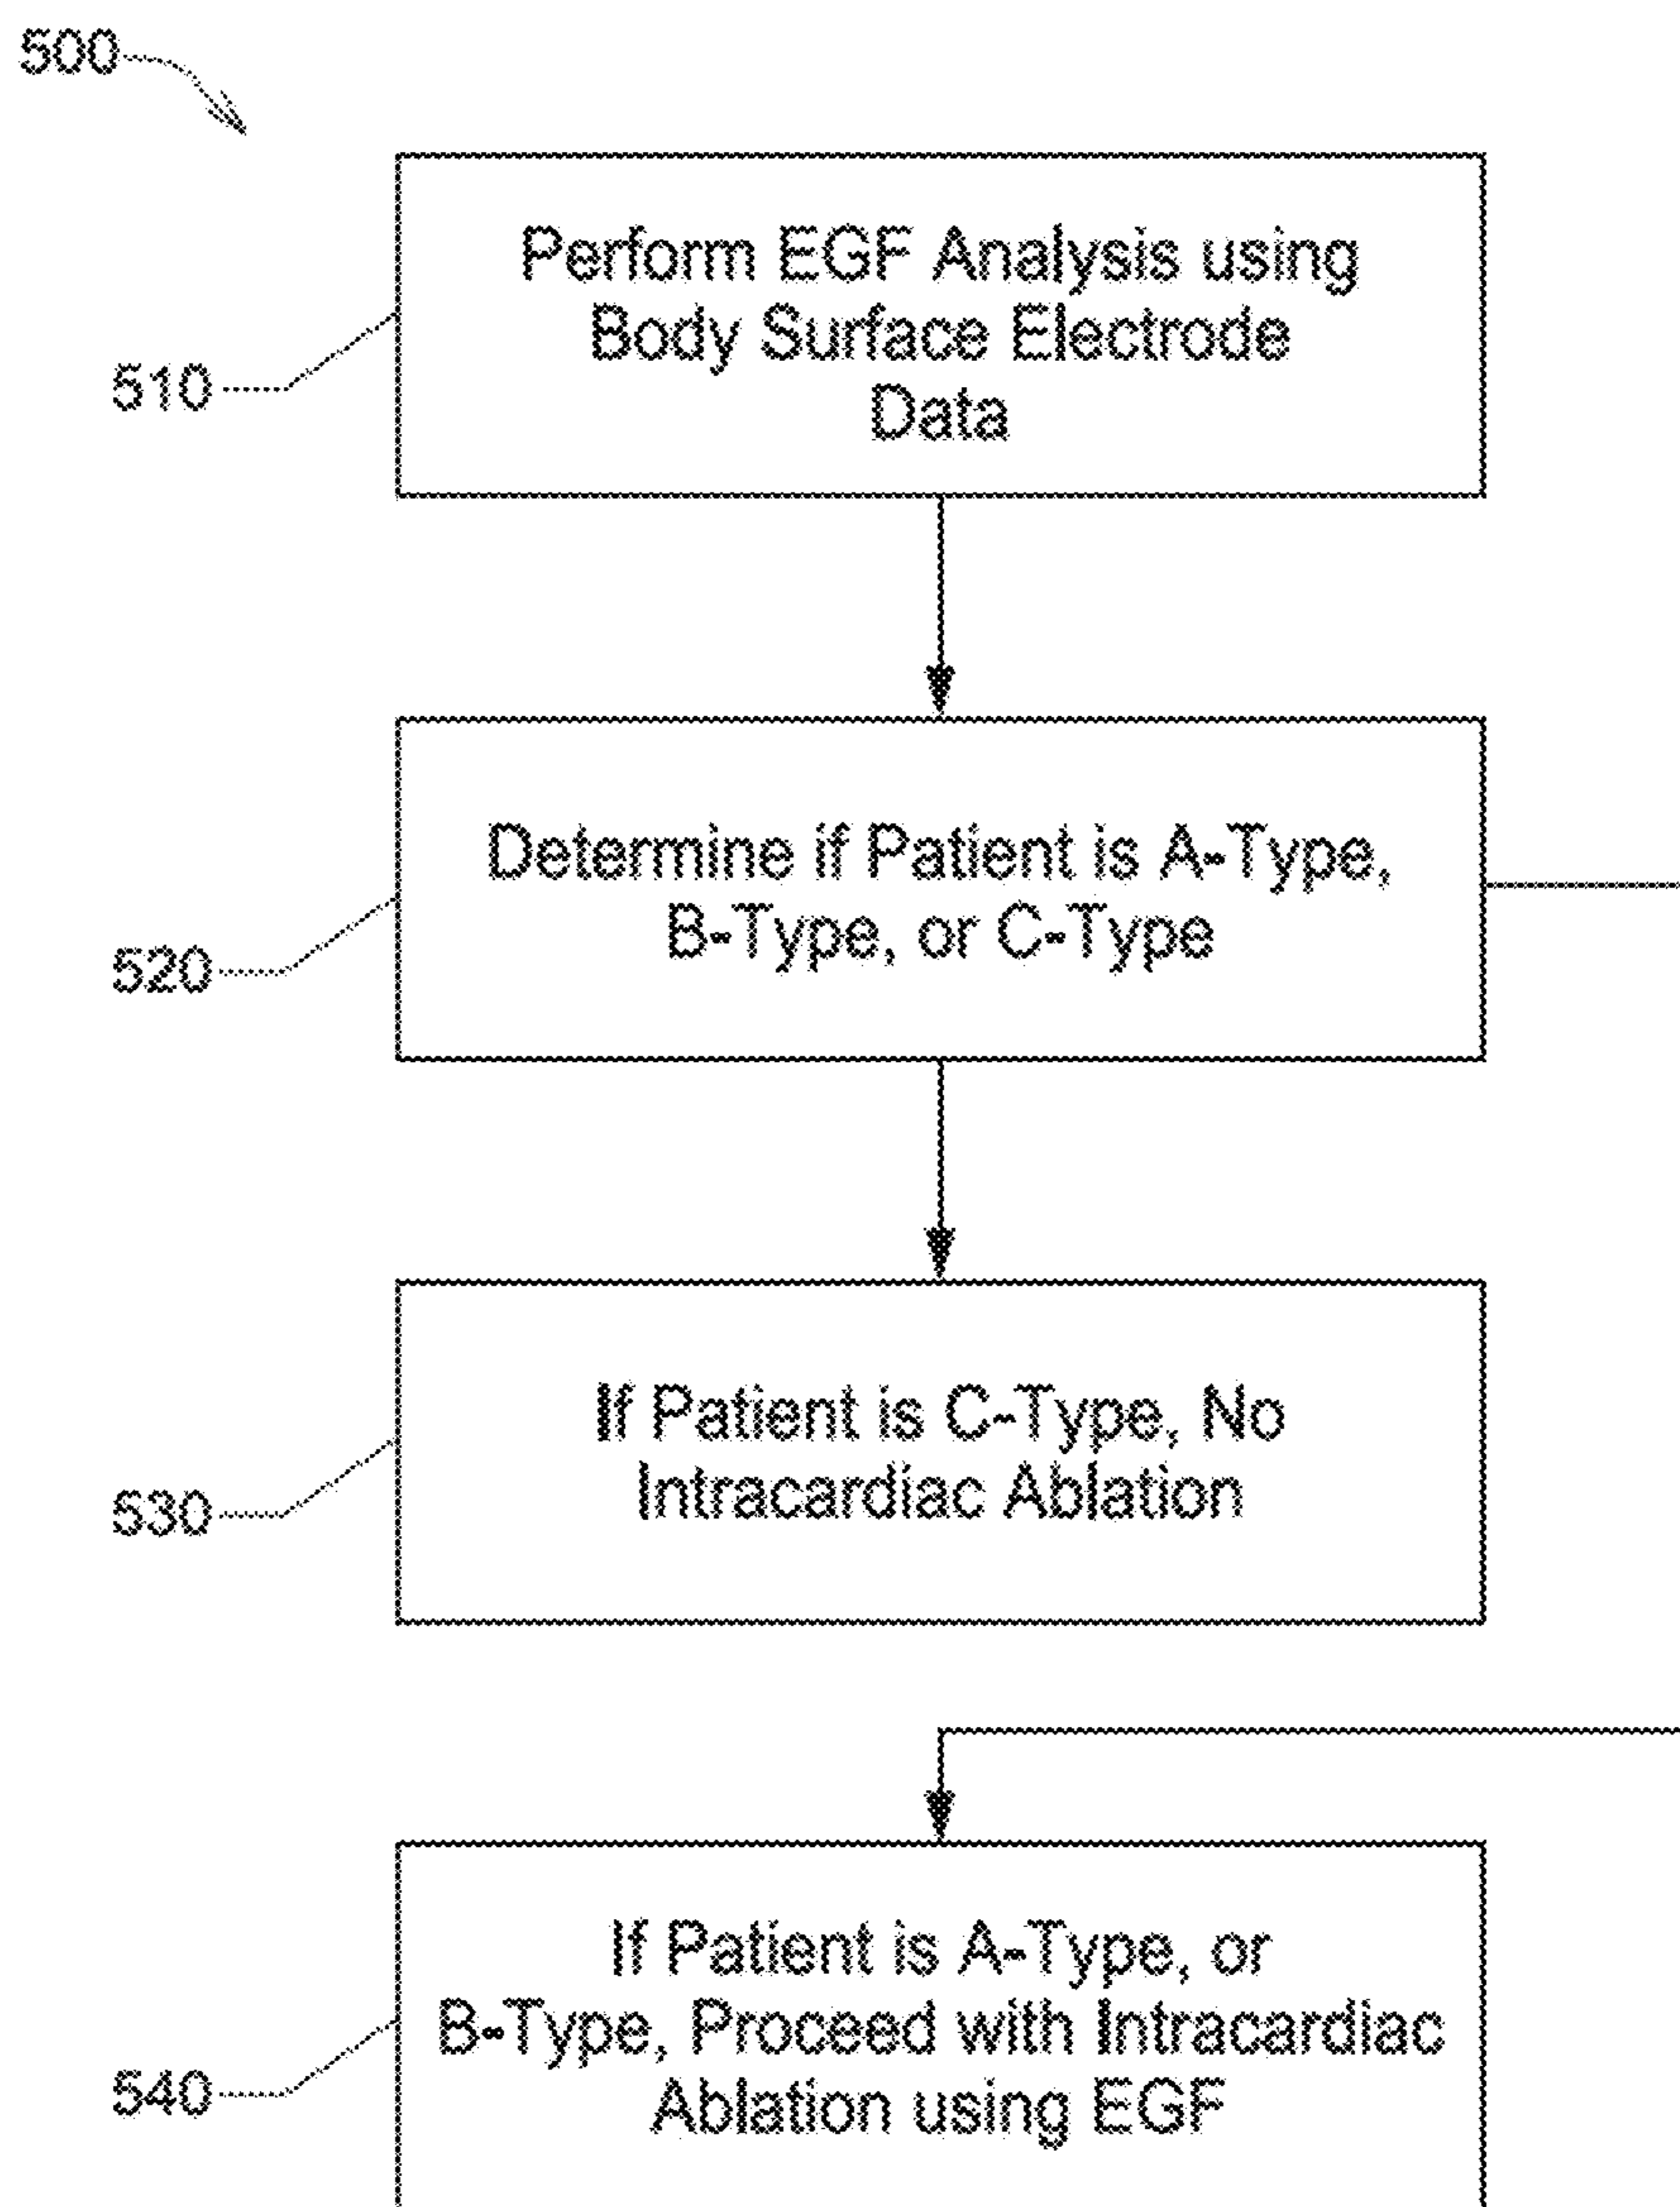 500
Perform EGF Analysis using
Body Surface Electrode
Data
510
Determine if Patient is A-Type,
B-Type, or C-Type
520
If Patient is C-Type, No
Intracardiac Ablation
530
If Patient is A-Type, or
B-Type, Proceed with Intracardiac
Ablation using EGF
540